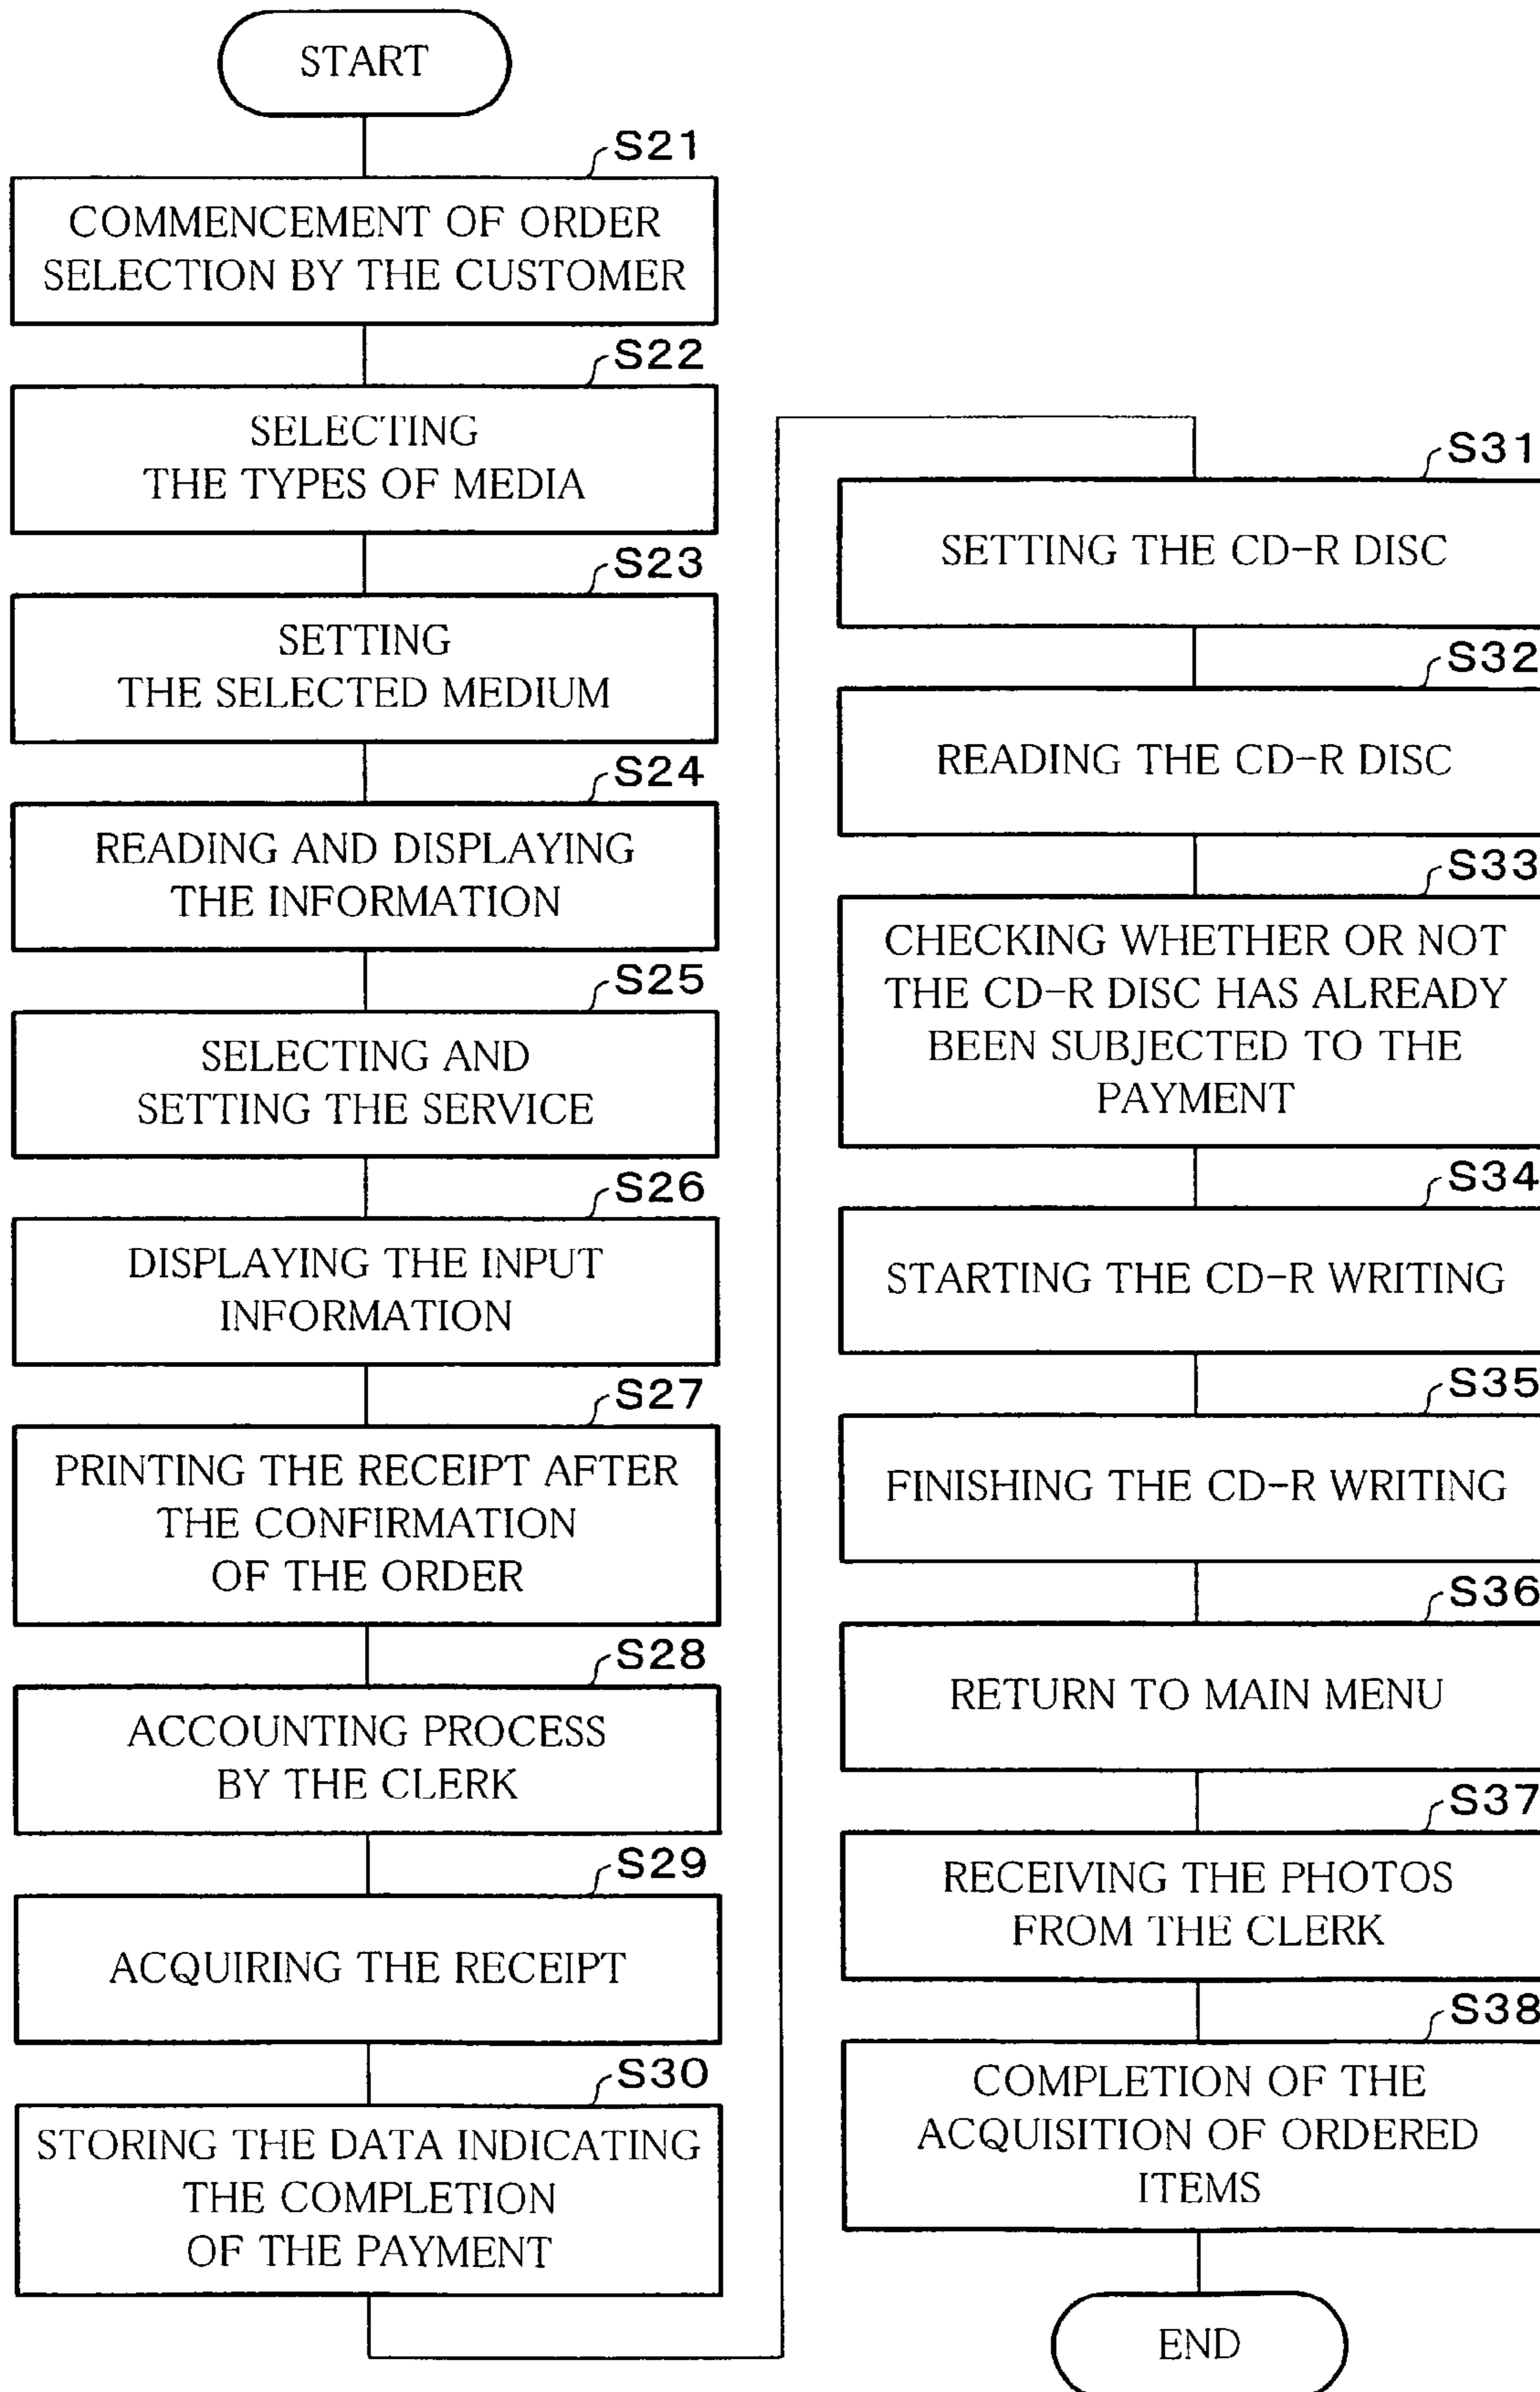 START
S21
COMMENCEMENT OF ORDER
SELECTION BY THE CUSTOMER
S22
SELECTING
THE TYPES OF MEDIA
S23
SETTING
THE SELECTED MEDIUM
S24
READING AND DISPLAYING
THE INFORMATION
S25
SELECTING AND
SETTING THE SERVICE
S26
DISPLAYING THE INPUT
INFORMATION
S27
PRINTING THE RECEIPT AFTER
THE CONFIRMATION
OF THE ORDER
S28
ACCOUNTING PROCESS
BY THE CLERK
S29
ACQUIRING THE RECEIPT
S30
STORING THE DATA INDICATING
THE COMPLETION
OF THE PAYMENT
S31
SETTING THE CD-R DISC
S32
READING THE CD-R DISC
S33
CHECKING WHETHER OR NOT
THE CD-R DISC HAS ALREADY
BEEN SUBJECTED TO THE
PAYMENT
S34
STARTING THE CD-R WRITING
S35
FINISHING THE CD-R WRITING
S36
RETURN TO MAIN MENU
S37
RECEIVING THE PHOTOS
FROM THE CLERK
S38
COMPLETION OF THE
ACQUISITION OF ORDERED
ITEMS
END